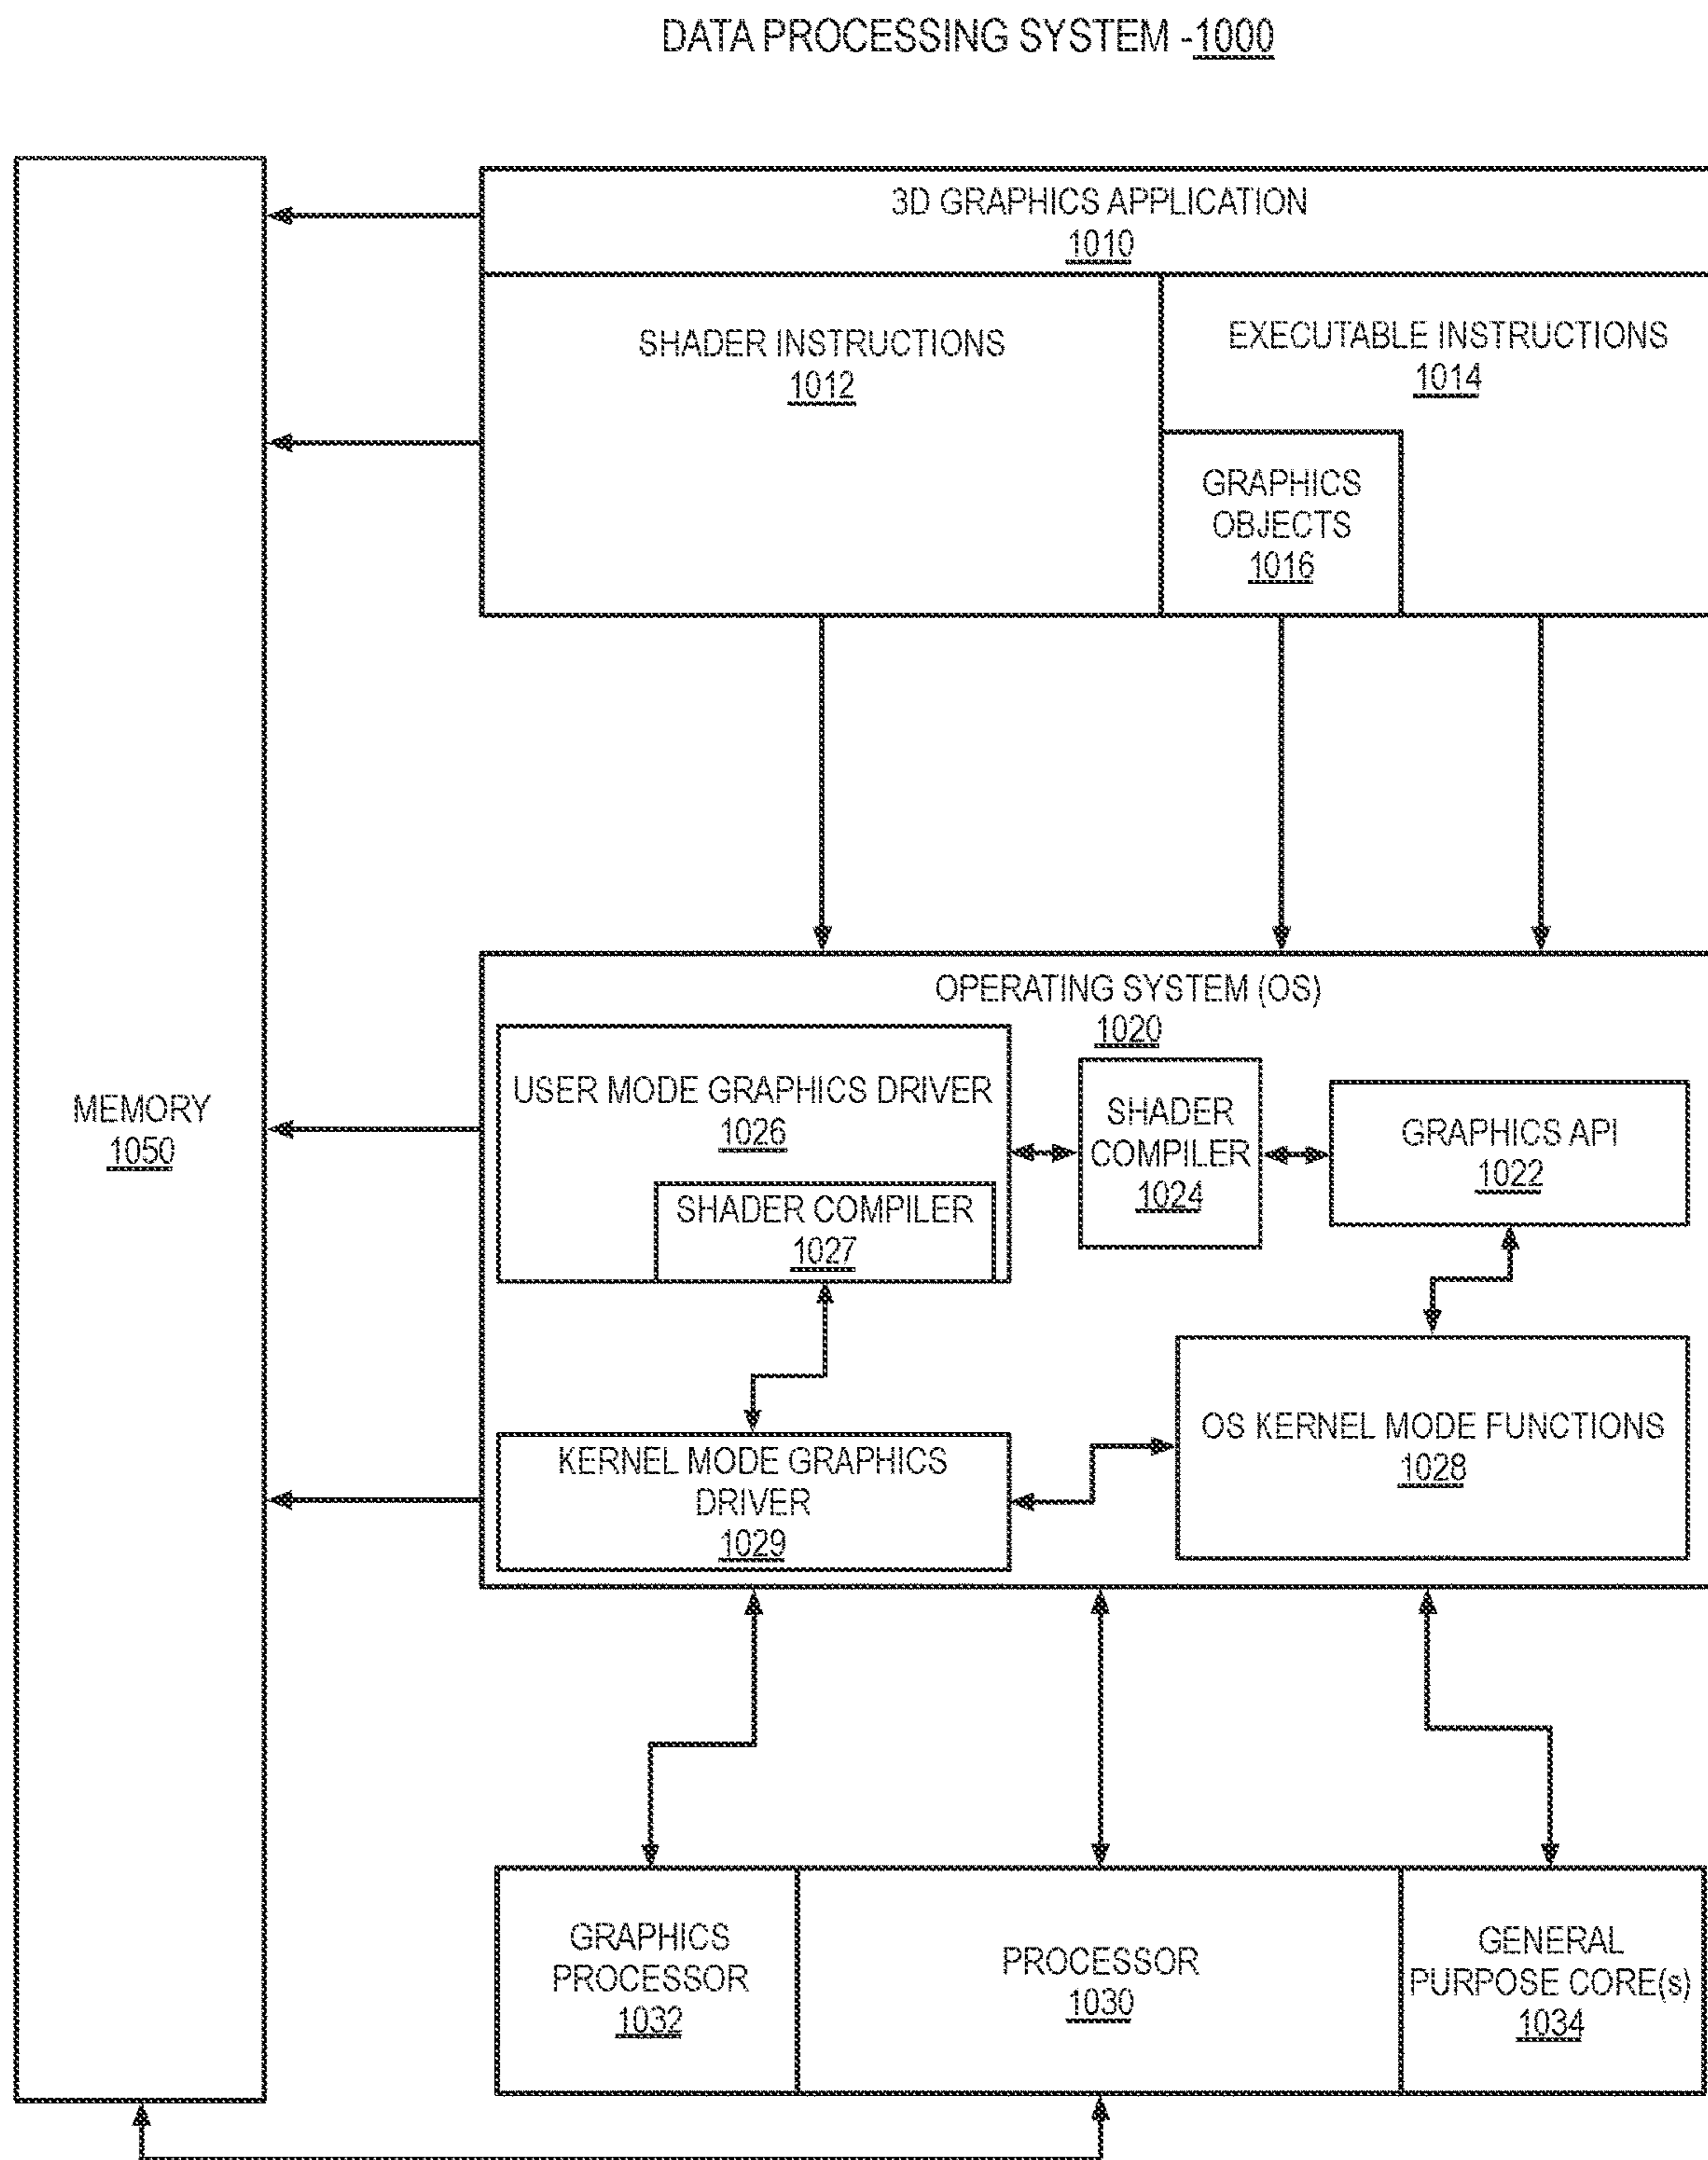 DATA PROCESSING SYSTEM -1000
3D GRAPHICS APPLICATION
1010
SHADER INSTRUCTIONS
1012
EXECUTABLE INSTRUCTIONS
1014
GRAPHICS
OBJECTS
1016
MEMORY
1050
OPERATING SYSTEM (OS)
1020
USER MODE GRAPHICS DRIVER
1026
SHADER COMPILER
1027
SHADER
COMPILER
1024
GRAPHICS API
1022
KERNEL MODE GRAPHICS
DRIVER
1029
OS KERNEL MODE FUNCTIONS
1028
GRAPHICS
PROCESSOR
1032
PROCESSOR
1030
GENERAL
PURPOSE CORE(s)
1034